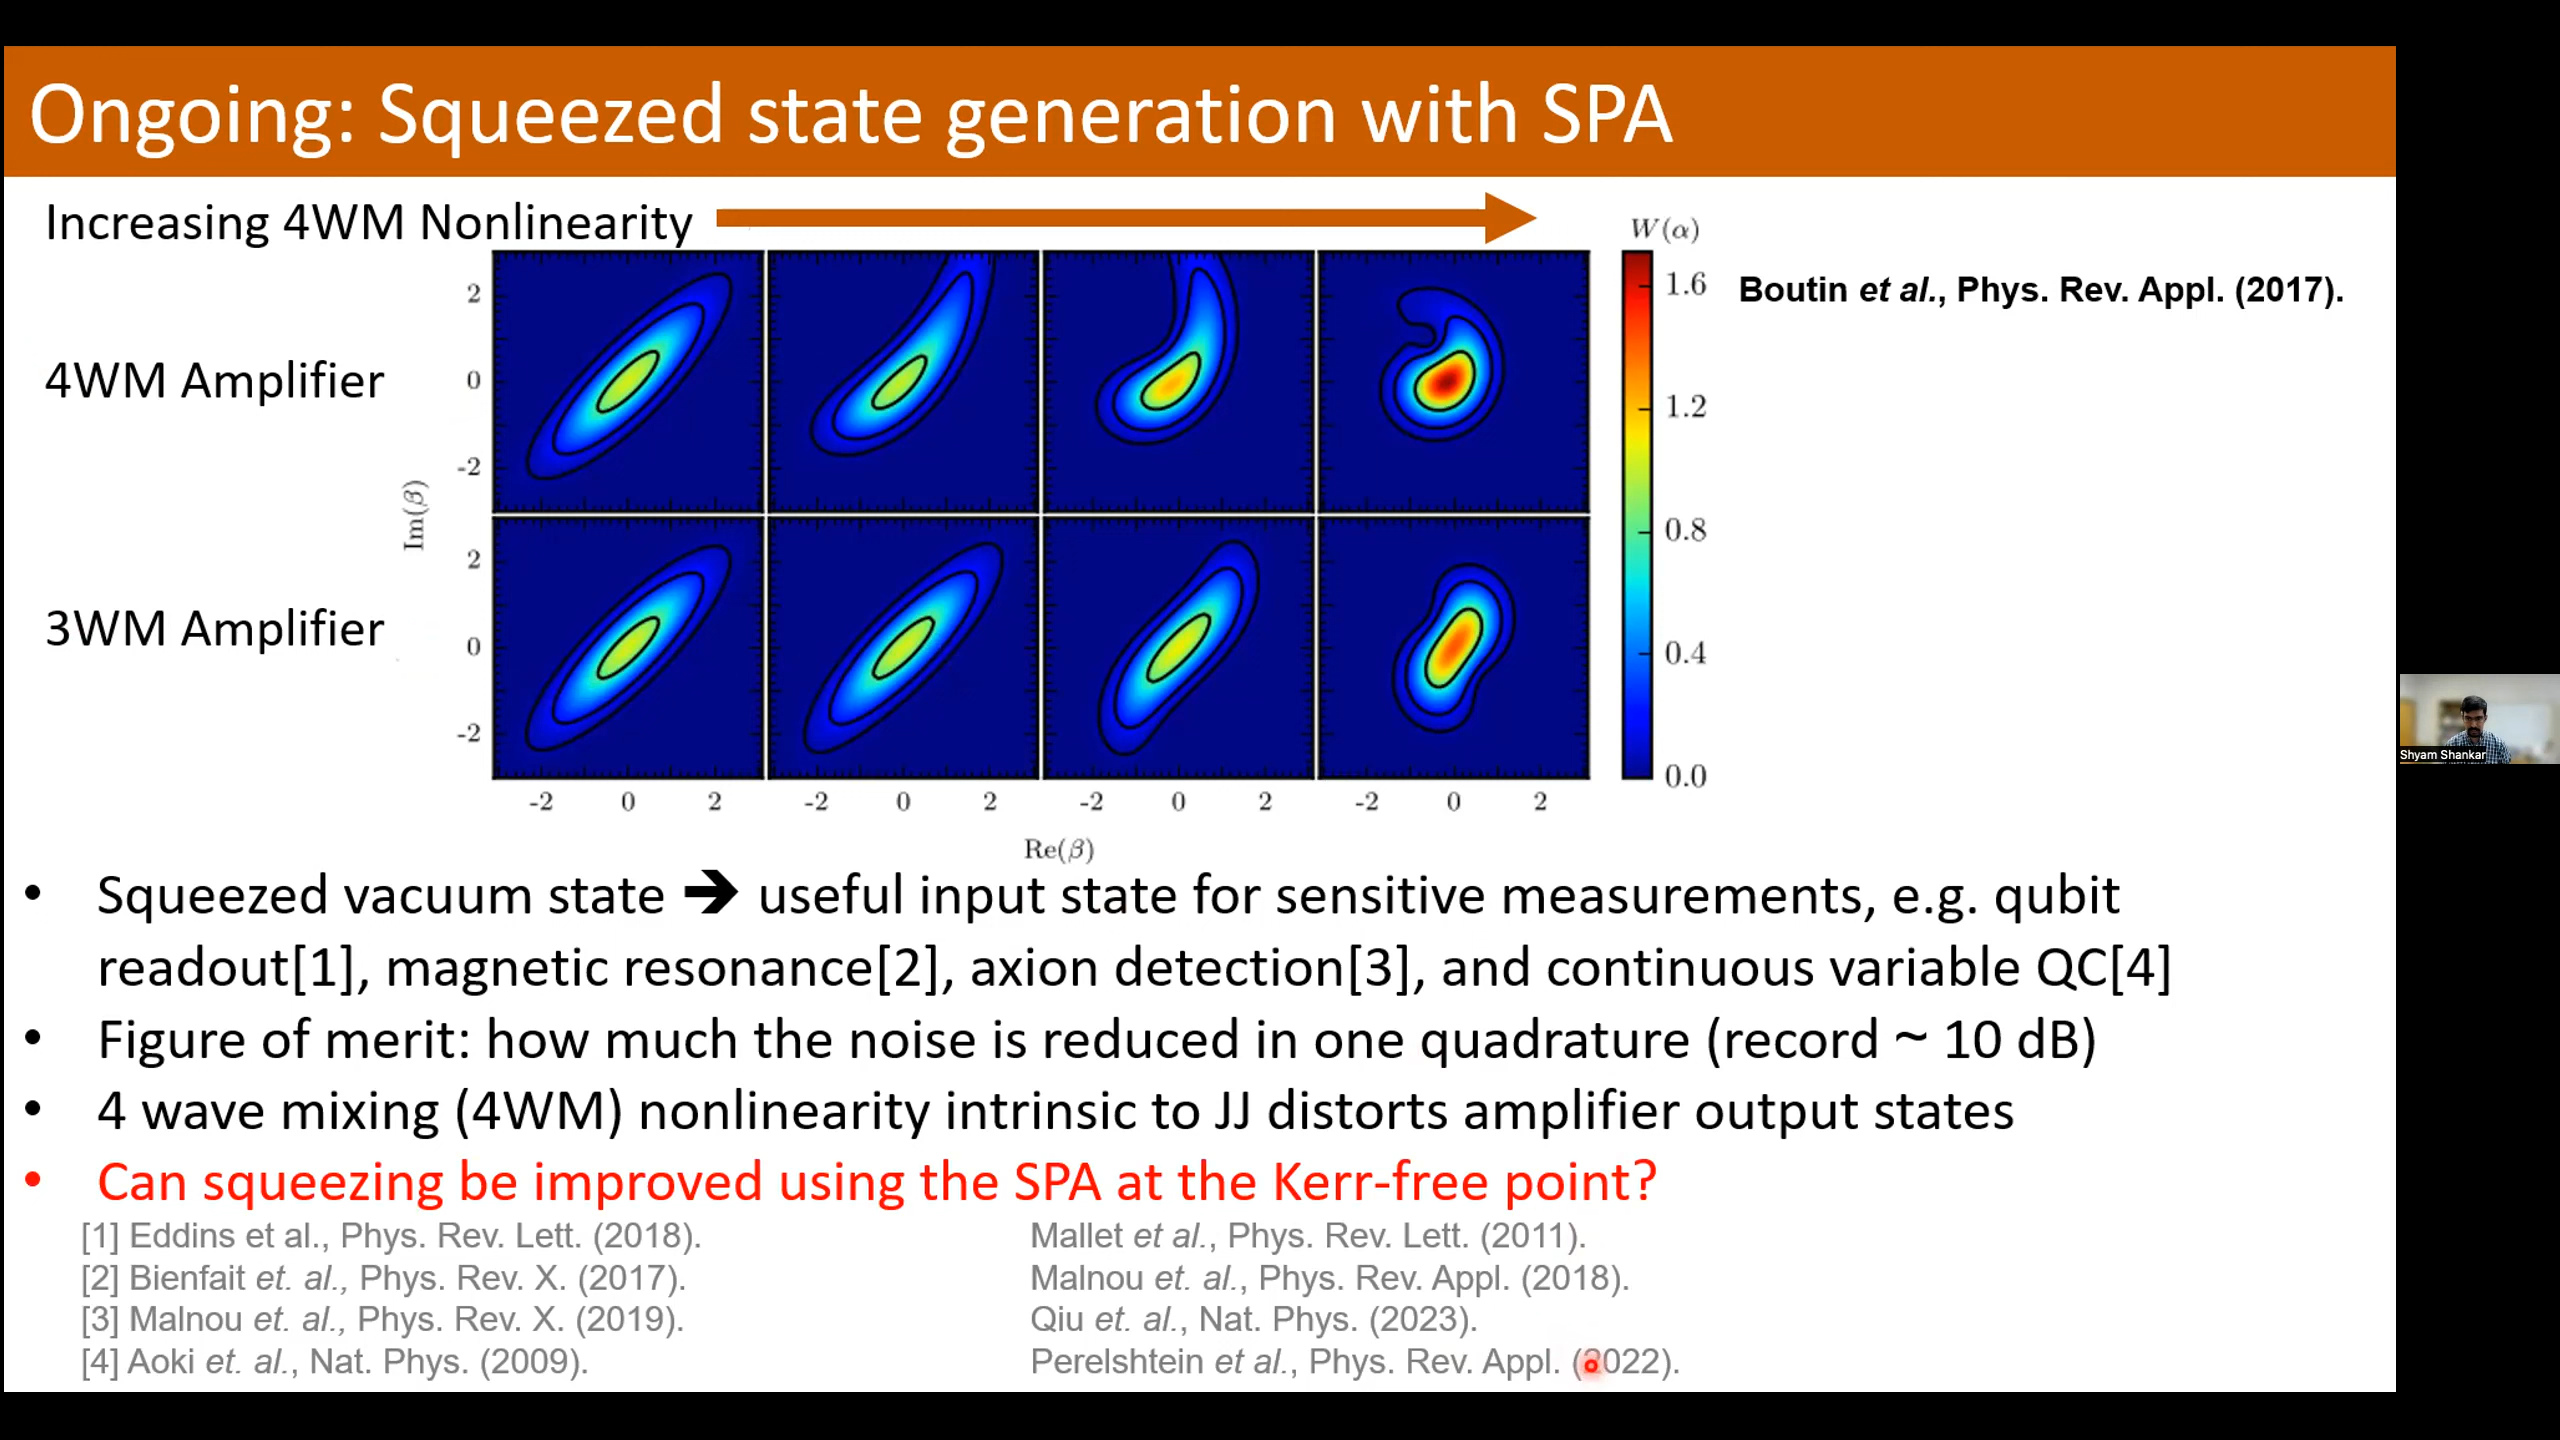 Ongoing: Squeezed state generation with SPA
Increasing 4WM Nonlinearity
W(α)
Boutin et al., Phys. Rev. Appl. (2017).
4WM Amplifier
3WM Amplifier
Im(β)
2
0
-2
2
0
-2
1.6
1.2
0.8
0.4
0.0
-2 0 2 -2 0 2 -2 0 2 -2 0 2
Re(β)
• Squeezed vacuum state ➔ useful input state for sensitive measurements, e.g. qubit
readout[1], magnetic resonance[2], axion detection[3], and continuous variable QC[4]
• Figure of merit: how much the noise is reduced in one quadrature (record ~ 10 dB)
• 4 wave mixing (4WM) nonlinearity intrinsic to JJ distorts amplifier output states
• Can squeezing be improved using the SPA at the Kerr-free point?
[1] Eddins et al., Phys. Rev. Lett. (2018).
[2] Bienfait et. al., Phys. Rev. X. (2017).
[3] Malnou et. al., Phys. Rev. X. (2019).
[4] Aoki et. al., Nat. Phys. (2009).
Mallet et al., Phys. Rev. Lett. (2011).
Malnou et. al., Phys. Rev. Appl. (2018).
Qiu et. al., Nat. Phys. (2023).
Perelshtein et al., Phys. Rev. Appl. (2022).
Shyam Shankar